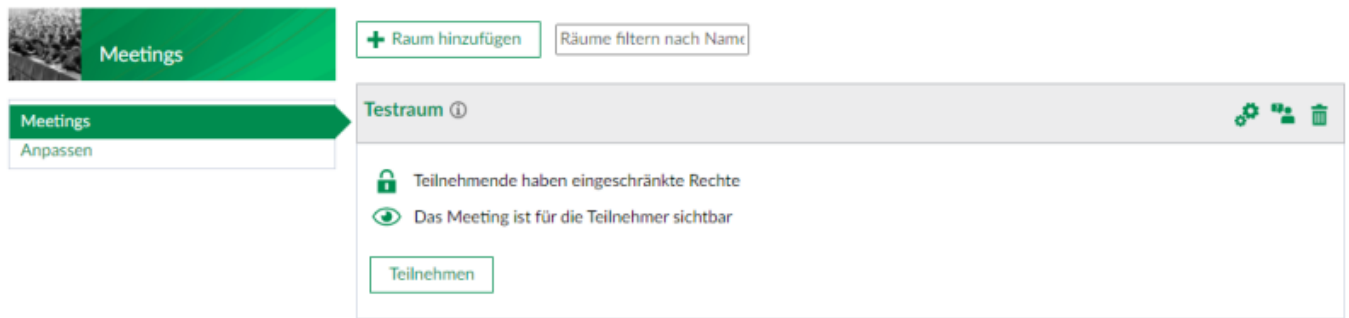 Meetings
Raum hinzufügen
Räume filtern nach Name
Meetings
Anpassen
Testraum
Teilnehmende haben eingeschränkte Rechte
Das Meeting ist für die Teilnehmer sichtbar
Teilnehmen